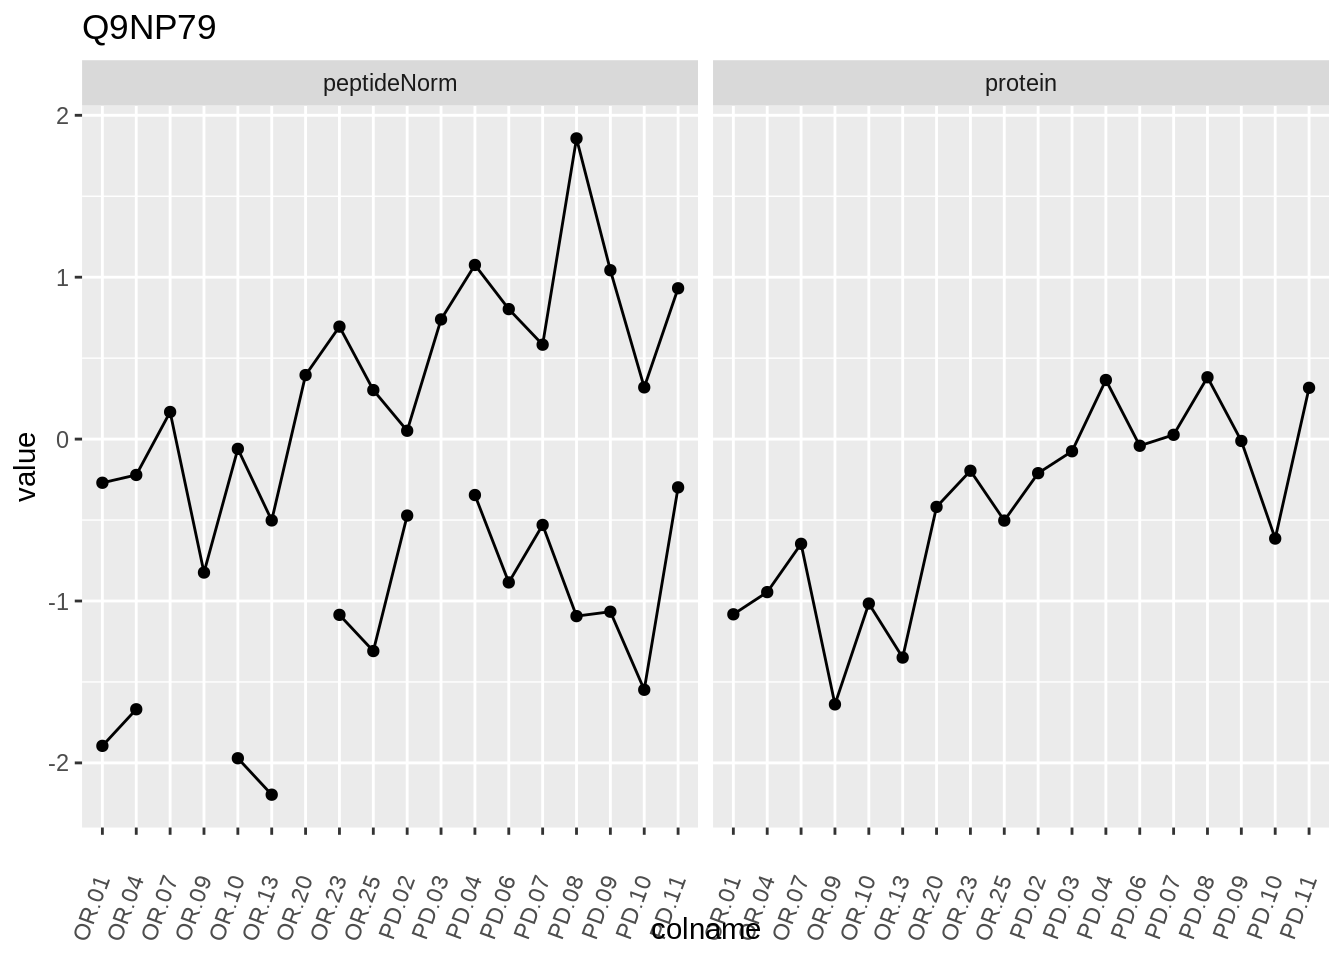 Q9NP79
peptideNorm
protein
value
2
1
0
-1
-2
OR.01
OR.04
OR.07
OR.09
OR.10
OR.13
OR.20
OR.23
OR.25
PD.02
PD.03
PD.04
PD.06
PD.07
PD.08
PD.09
PD.10
PD.11
OR.01
OR.04
OR.07
OR.09
OR.10
OR.13
OR.20
OR.23
OR.25
PD.02
PD.03
PD.04
PD.06
PD.07
PD.08
PD.09
PD.10
PD.11
colname